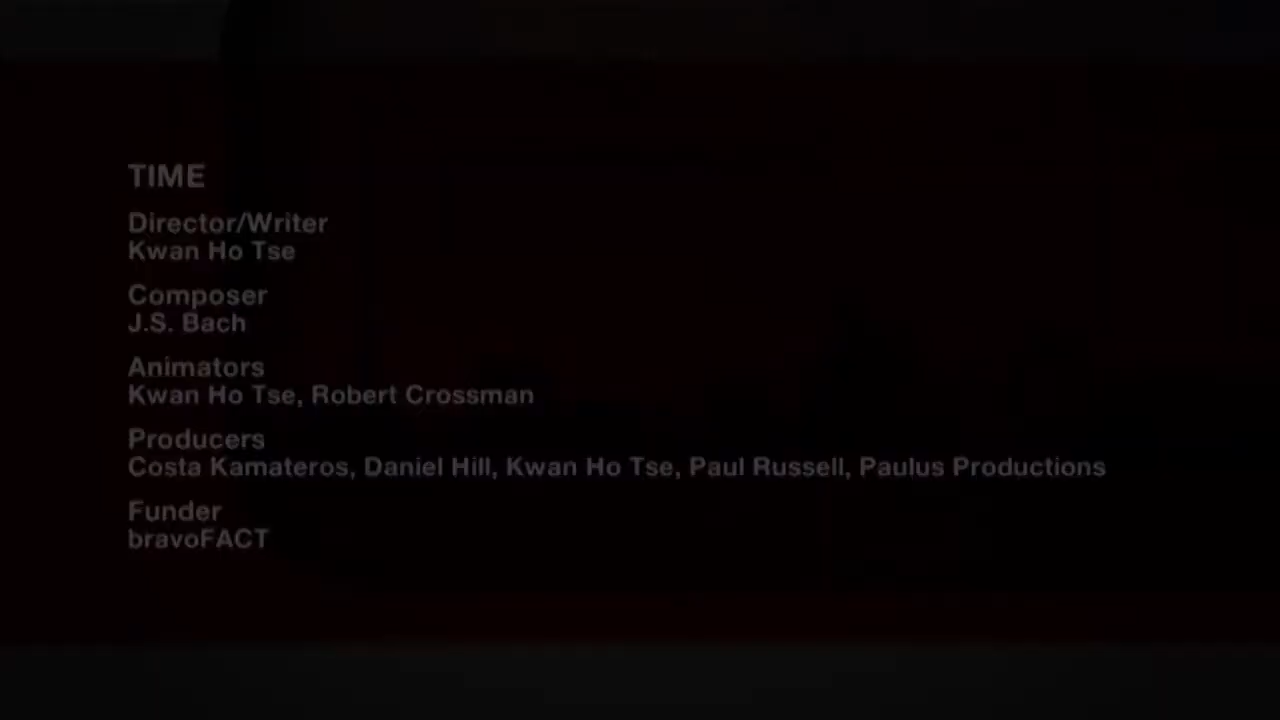 TIME
Director/Writer
Kwan Ho Tse
Composer
J.S. Bach
Animators
Kwan Ho Tse, Robert Crossman
Producers
Costa Kamateros, Daniel Hill, Kwan Ho Tse, Paul Russell, Paulus Productions
Funder
bravoFACT